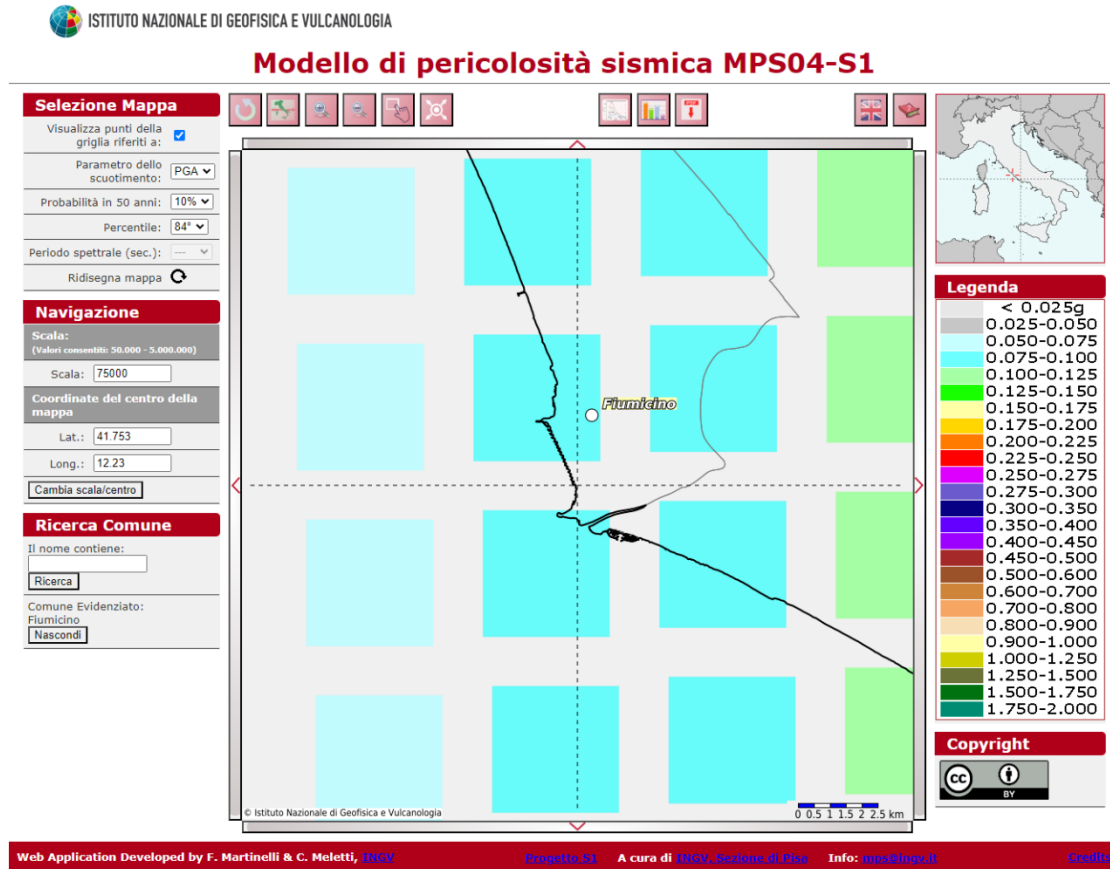 ISTITUTO NAZIONALE DI GEOFISICA E VULCANOLOGIA
Modello di pericolosità sismica MPS04-S1
Selezione Mappa
Visualizza punti della
griglia riferiti a:
Parametro dello
scuotimento:
PGA
Probabilità in 50 anni: 10%
Percentile: 84°
Periodo spettrale (sec.): ---
Ridisegna mappa
Navigazione
Scala:
(Valori consentiti: 50.000 - 5.000.000)
Scala: 75000
Coordinate del centro della
mappa
Lat.: 41.753
Long.: 12.23
Cambia scala/centro
Ricerca Comune
Il nome contiene:
Ricerca
Comune Evidenziato:
Fiumicino
Nascondi
PDF
Fiumicino
© Istituto Nazionale di Geofisica e Vulcanologia
0 0.5 1 1.5 2 2.5 km
Legenda
< 0.025g
0.025-0.050
0.050-0.075
0.075-0.100
0.100-0.125
0.125-0.150
0.150-0.175
0.175-0.200
0.200-0.225
0.225-0.250
0.250-0.275
0.275-0.300
0.300-0.350
0.350-0.400
0.400-0.450
0.450-0.500
0.500-0.600
0.600-0.700
0.700-0.800
0.800-0.900
0.900-1.000
1.000-1.250
1.250-1.500
1.500-1.750
1.750-2.000
Copyright
cc
BY
Web Application Developed by F. Martinelli & C. Meletti, INGV Progetto S1 A cura di INGV, Sezione di Pisa Info: mps@ingv.it Credits